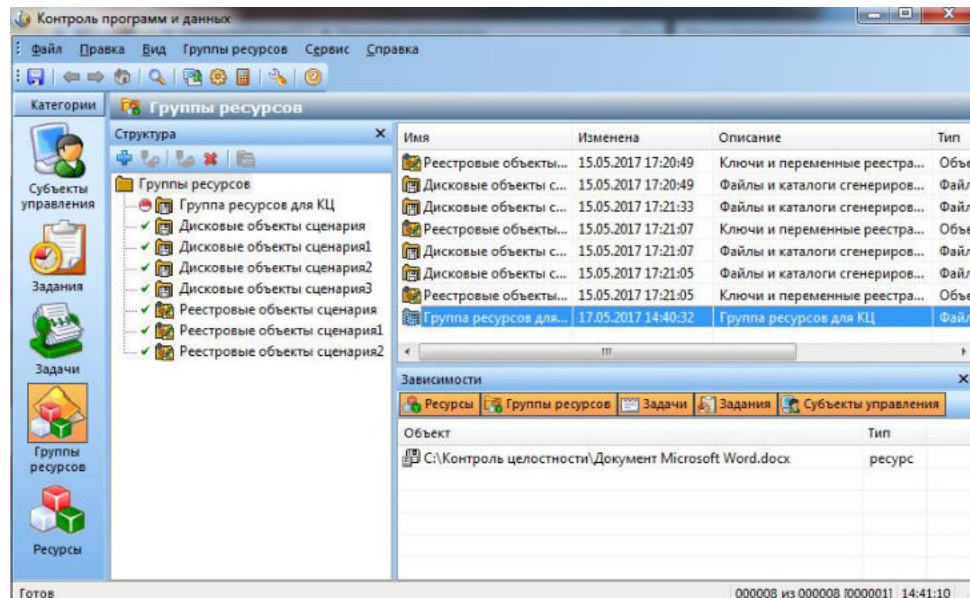 Контроль программ и данных
Файл Правка Вид Группы ресурсов Сервис Справка
Категории
Группы ресурсов
Субъекты управления
Задания
Задачи
Группы ресурсов
Ресурсы
Структура
Группы ресурсов
Группа ресурсов для КЦ
Дисковые объекты сценария
Дисковые объекты сценария1
Дисковые объекты сценария2
Дисковые объекты сценария3
Реестровые объекты сценария
Реестровые объекты сценария1
Реестровые объекты сценария2
Имя Изменена Описание Тип
Реестровые объекты... 15.05.2017 17:20:49 Ключи и переменные реестра... Объе
Дисковые объекты с... 15.05.2017 17:20:49 Файлы и каталоги сгенериров... Файл
Дисковые объекты с... 15.05.2017 17:21:33 Файлы и каталоги сгенериров... Файл
Реестровые объекты... 15.05.2017 17:21:07 Ключи и переменные реестра... Объе
Дисковые объекты с... 15.05.2017 17:21:07 Файлы и каталоги сгенериров... Файл
Дисковые объекты с... 15.05.2017 17:21:05 Файлы и каталоги сгенериров... Файл
Реестровые объекты... 15.05.2017 17:21:05 Ключи и переменные реестра... Объе
Группа ресурсов для... 17.05.2017 14:40:32 Группа ресурсов для КЦ Файл
Зависимости
Ресурсы Группы ресурсов Задачи Задания Субъекты управления
Объект Тип
C:\Контроль целостности\Документ Microsoft Word.docx ресурс
Готов 000008 из 000008 [000001] 14:41:10